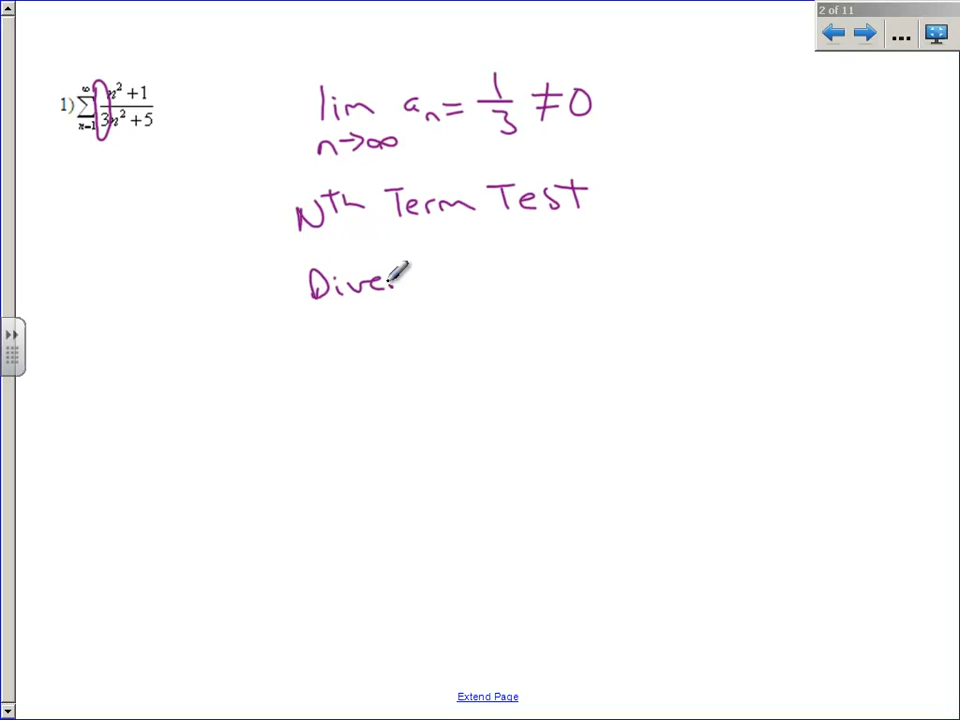 2 of 11
1) ∞ Σ n=1 n² + 1 / 3n² + 5
lim n→∞ aₙ = 1/3 ≠ 0
Nth Term Test
Dive
Extend Page